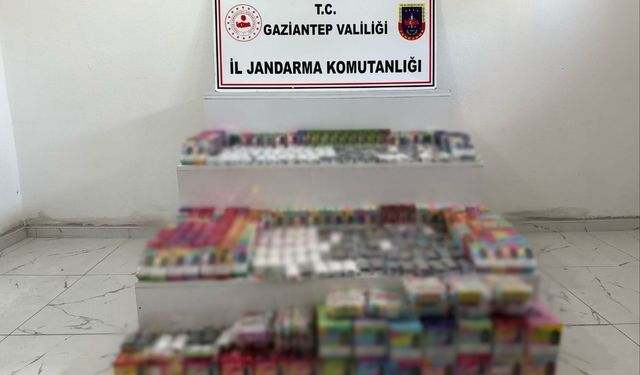 T.C.
GAZİANTEP VALİLİĞİ
İL JANDARMA KOMUTANLIĞI